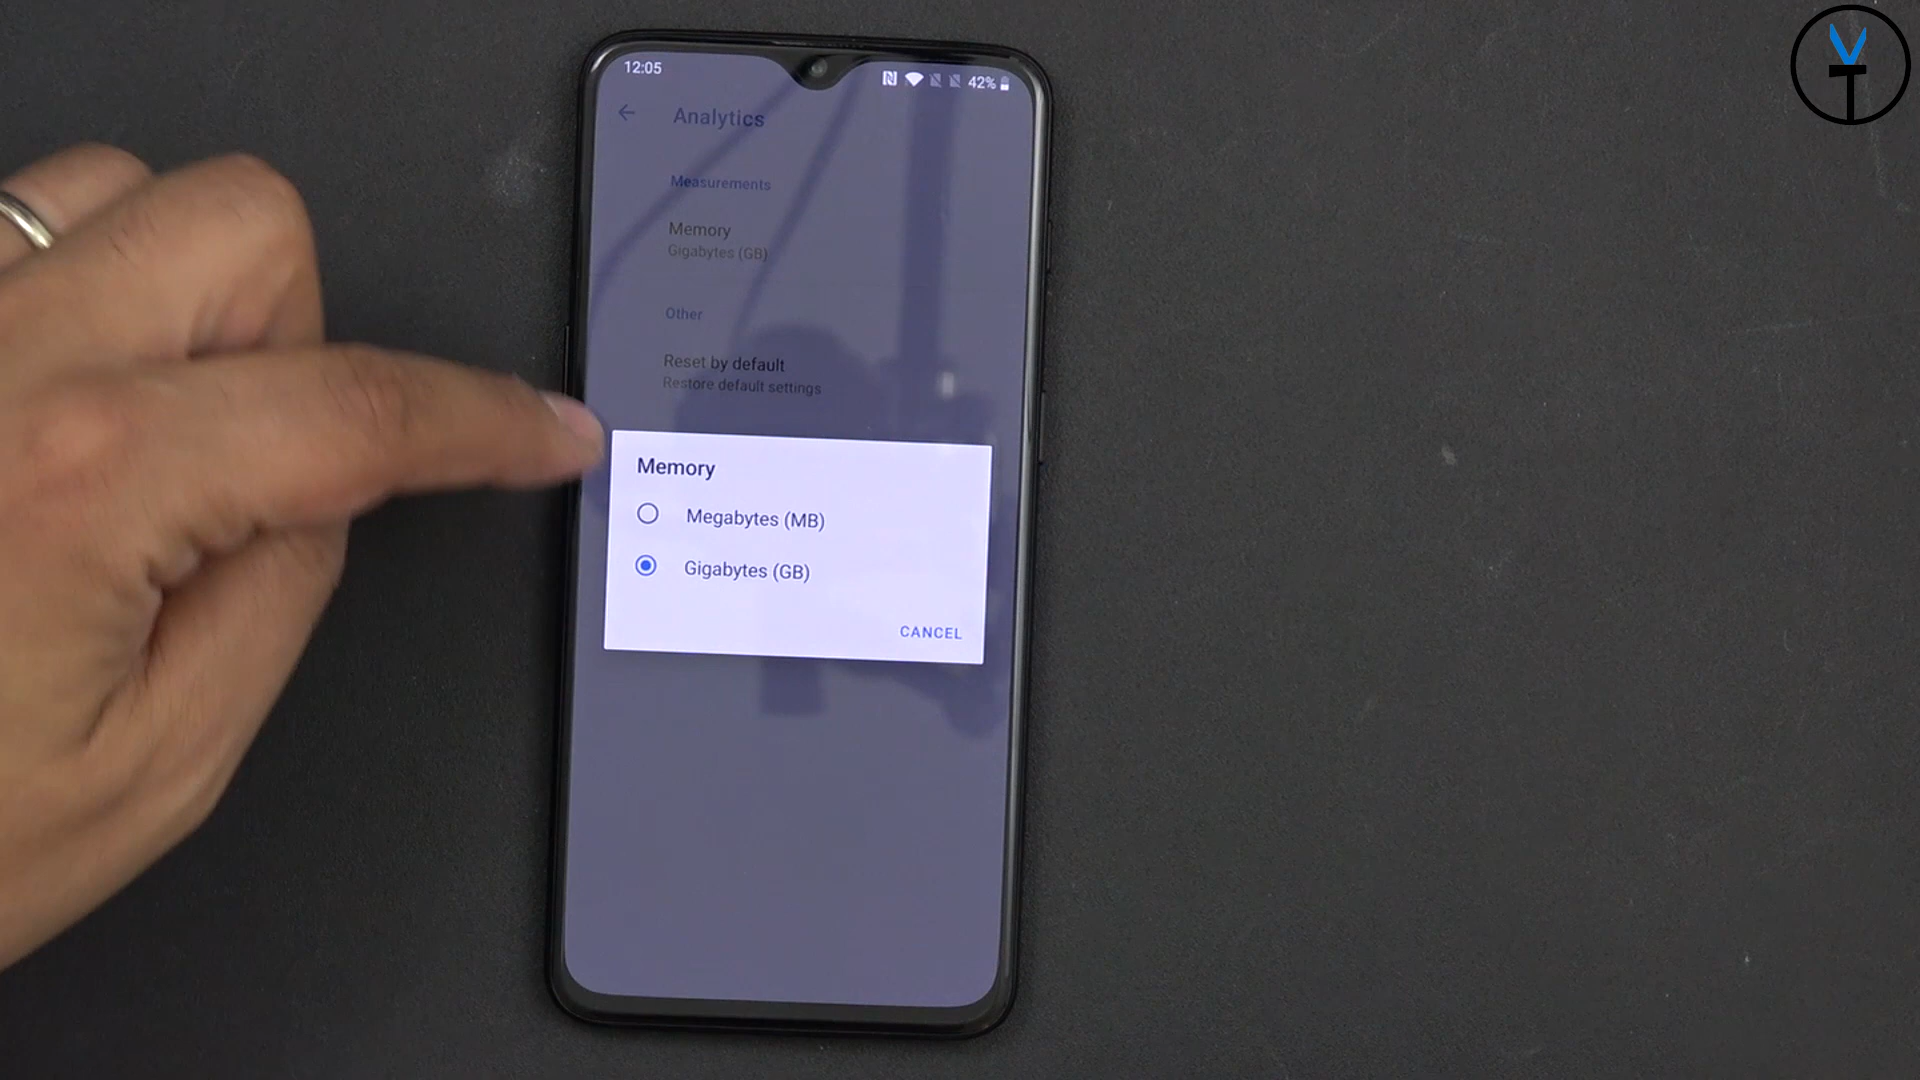 12:05
42%
Analytics
Measurements
Memory
Gigabytes (GB)
Other
Reset by default
Restore default settings
Memory
Megabytes (MB)
Gigabytes (GB)
CANCEL
VT